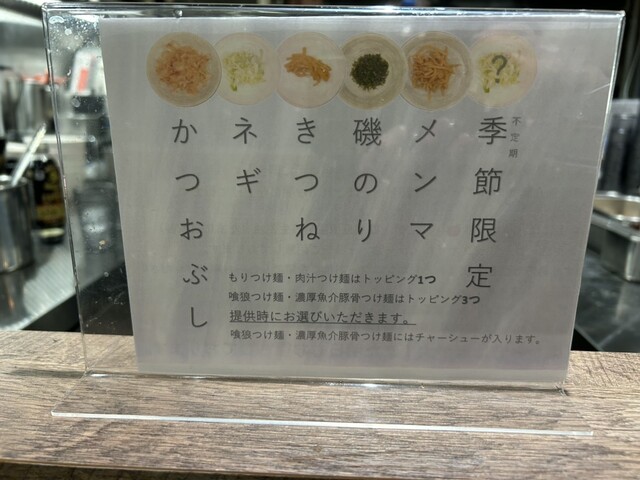 季節限定
不定期
メンマ
磯のり
きつね
ネギ
かつおぶし
?
もりつけ麺・肉汁つけ麺はトッピング1つ
喰狼つけ麺・濃厚魚介豚骨つけ麺はトッピング3つ
提供時にお選びいただきます。
喰狼つけ麺・濃厚魚介豚骨つけ麺にはチャーシューが入ります。